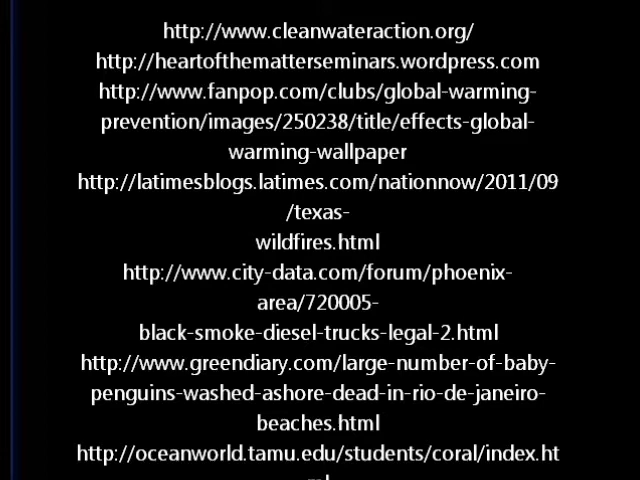 http://www.cleanwateraction.org/
http://heartofthematterseminars.wordpress.com
http://www.fanpop.com/clubs/global-warming-
prevention/images/250238/title/effects-global-
warming-wallpaper
http://latimesblogs.latimes.com/nationnow/2011/09
/texas-
wildfires.html
http://www.city-data.com/forum/phoenix-
area/720005-
black-smoke-diesel-trucks-legal-2.html
http://www.greendiary.com/large-number-of-baby-
penguins-washed-ashore-dead-in-rio-de-janeiro-
beaches.html
http://oceanworld.tamu.edu/students/coral/index.ht
ml